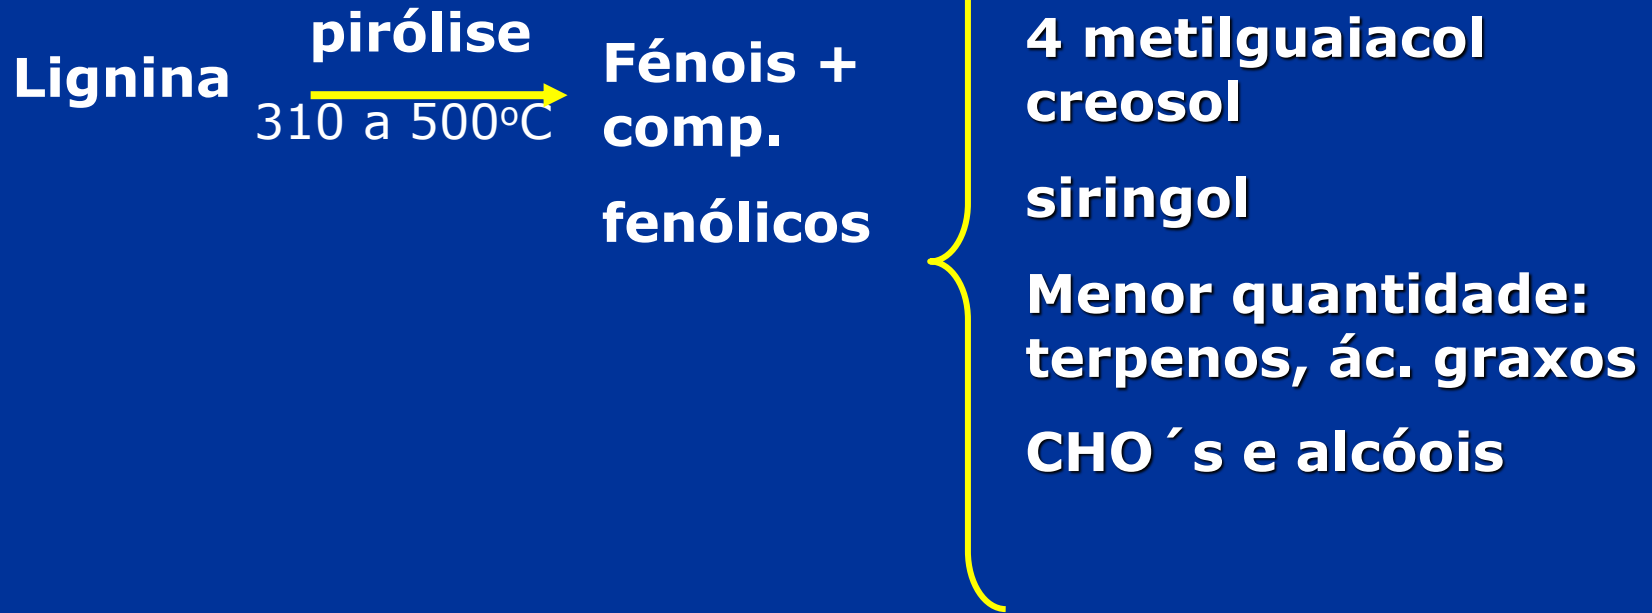 Lignina
pirólise
310 a 500ºC
Fénois +
comp.
fenólicos
4 metilguaiacol
creosol
siringol
Menor quantidade:
terpenos, ác. graxos
CHO´s e alcóois